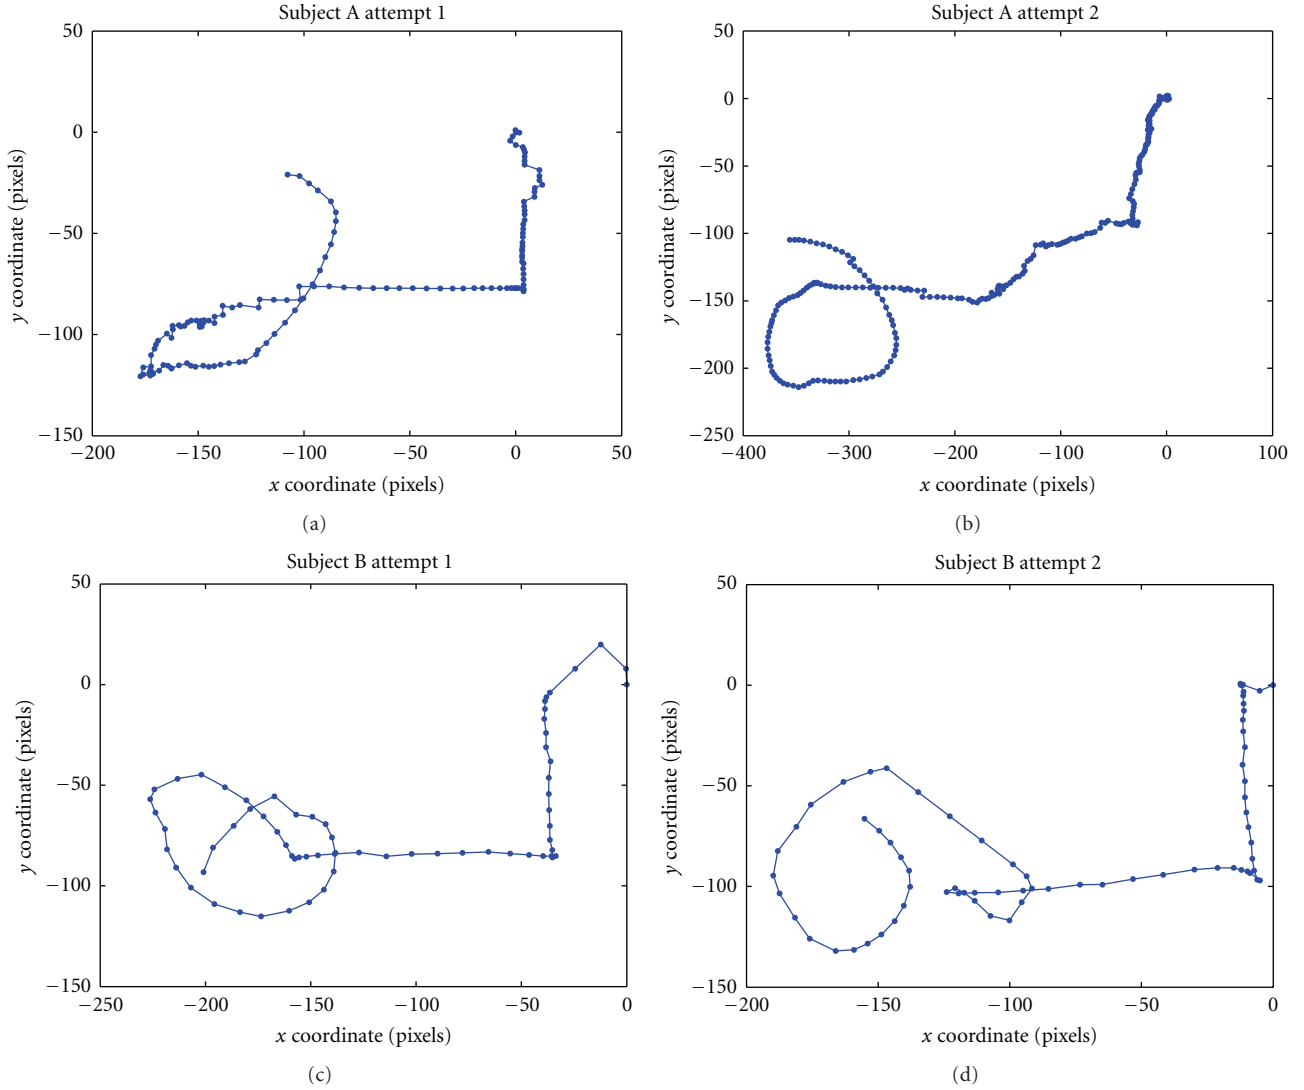 Subject A attempt 1
50
0
−50
−100
−150
y coordinate (pixels)
−200
−150
−100
−50
0
50
x coordinate (pixels)
(a)
Subject A attempt 2
50
0
−50
−100
−150
−200
−250
y coordinate (pixels)
−400
−300
−200
−100
0
100
x coordinate (pixels)
(b)
Subject B attempt 1
50
0
−50
−100
−150
y coordinate (pixels)
−250
−200
−150
−100
−50
0
x coordinate (pixels)
(c)
Subject B attempt 2
50
0
−50
−100
−150
y coordinate (pixels)
−200
−150
−100
−50
0
x coordinate (pixels)
(d)